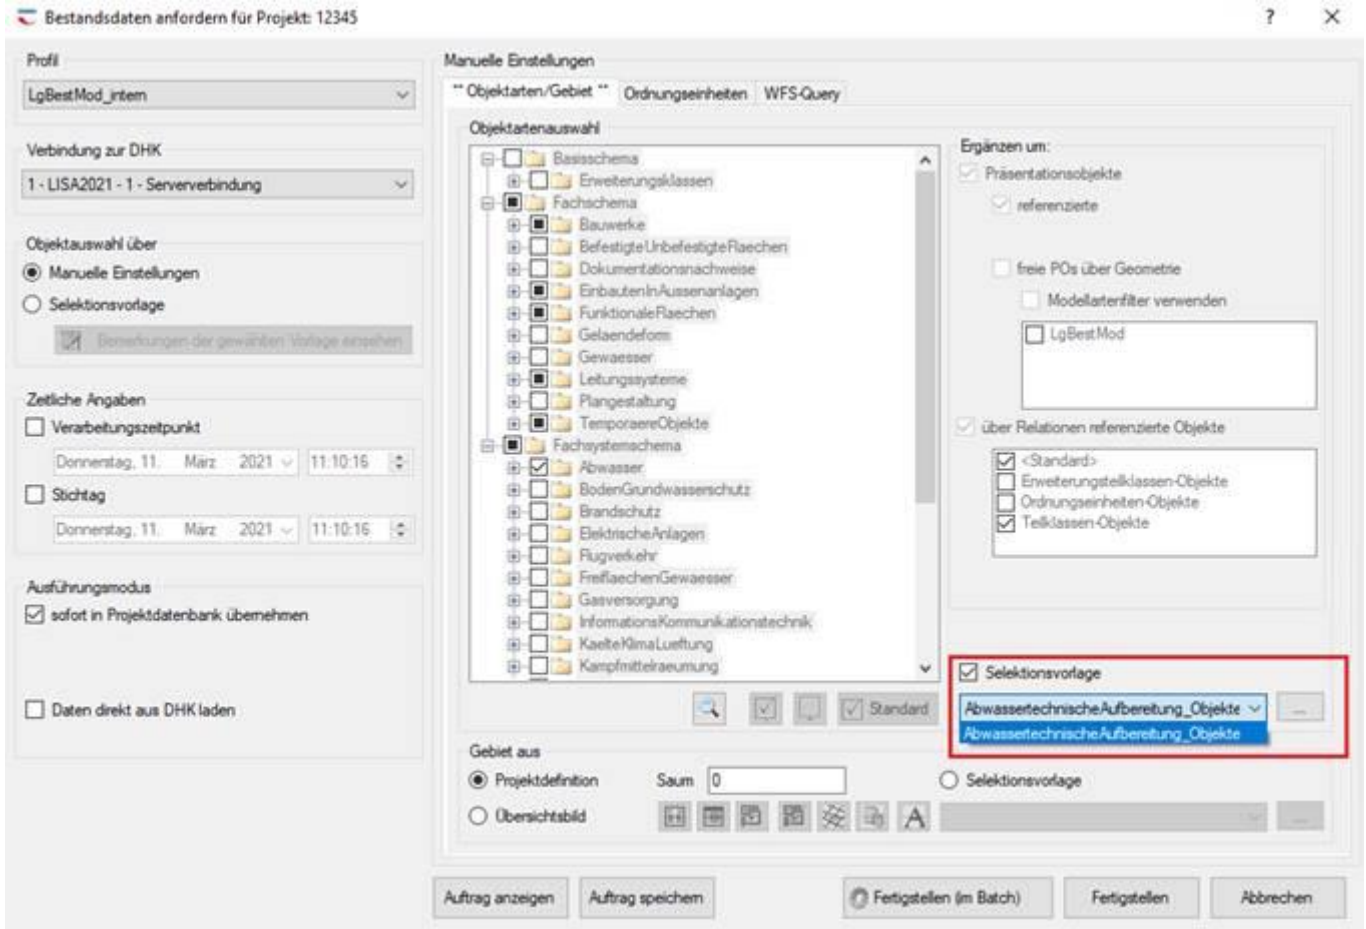 Bestandsdaten anfordern für Projekt: 12345
?
Profil
LgBestMod_intern
Verbindung zur DHK
1 - LISA2021 - 1 - Serververbindung
Objektauswahl über
Manuelle Einstellungen
Selektionsvorlage
Bemerkungen der gewählten Vorlage einsehen
Zeitliche Angaben
Verarbeitungszeitpunkt
Donnerstag, 11. März 2021 11:10:16
Stichtag
Donnerstag, 11. März 2021 11:10:16
Ausführungsmodus
sofort in Projektdatenbank übernehmen
Daten direkt aus DHK laden
Manuelle Einstellungen
** Objektarten/Gebiet ** Ordnungseinheiten WFS-Query
Objektartenauswahl
Basisschema
Erweiterungsklassen
Fachschema
Bauwerke
BefestigteUnbefestigteFlaechen
Dokumentationsnachweise
EinbautenInAussenanlagen
FunktionaleFlaechen
Gelaendeform
Gewaesser
Leitungssysteme
Plangestaltung
TemporaereObjekte
Fachsystemschema
Abwasser
BodenGrundwasserschutz
Brandschutz
ElektrischeAnlagen
Flugverkehr
FreiflaechenGewaesser
Gasversorgung
InformationsKommunikationstechnik
KaelteKlimaLueftung
Kampfmittelraeumung
Standard
Ergänzen um:
Präsentationsobjekte
referenzierte
freie POs über Geometrie
Modellartenfilter verwenden
LgBestMod
über Relationen referenzierte Objekte
<Standard>
Erweiterungsteilklassen-Objekte
Ordnungseinheiten-Objekte
Teilklassen-Objekte
Selektionsvorlage
AbwassertechnischeAufbereitung_Objekte ...
AbwassertechnischeAufbereitung_Objekte
Gebiet aus
Projektdefinition Saum 0 Selektionsvorlage
Übersichtsbild A ...
Auftrag anzeigen Auftrag speichern Fertigstellen (im Batch) Fertigstellen Abbrechen